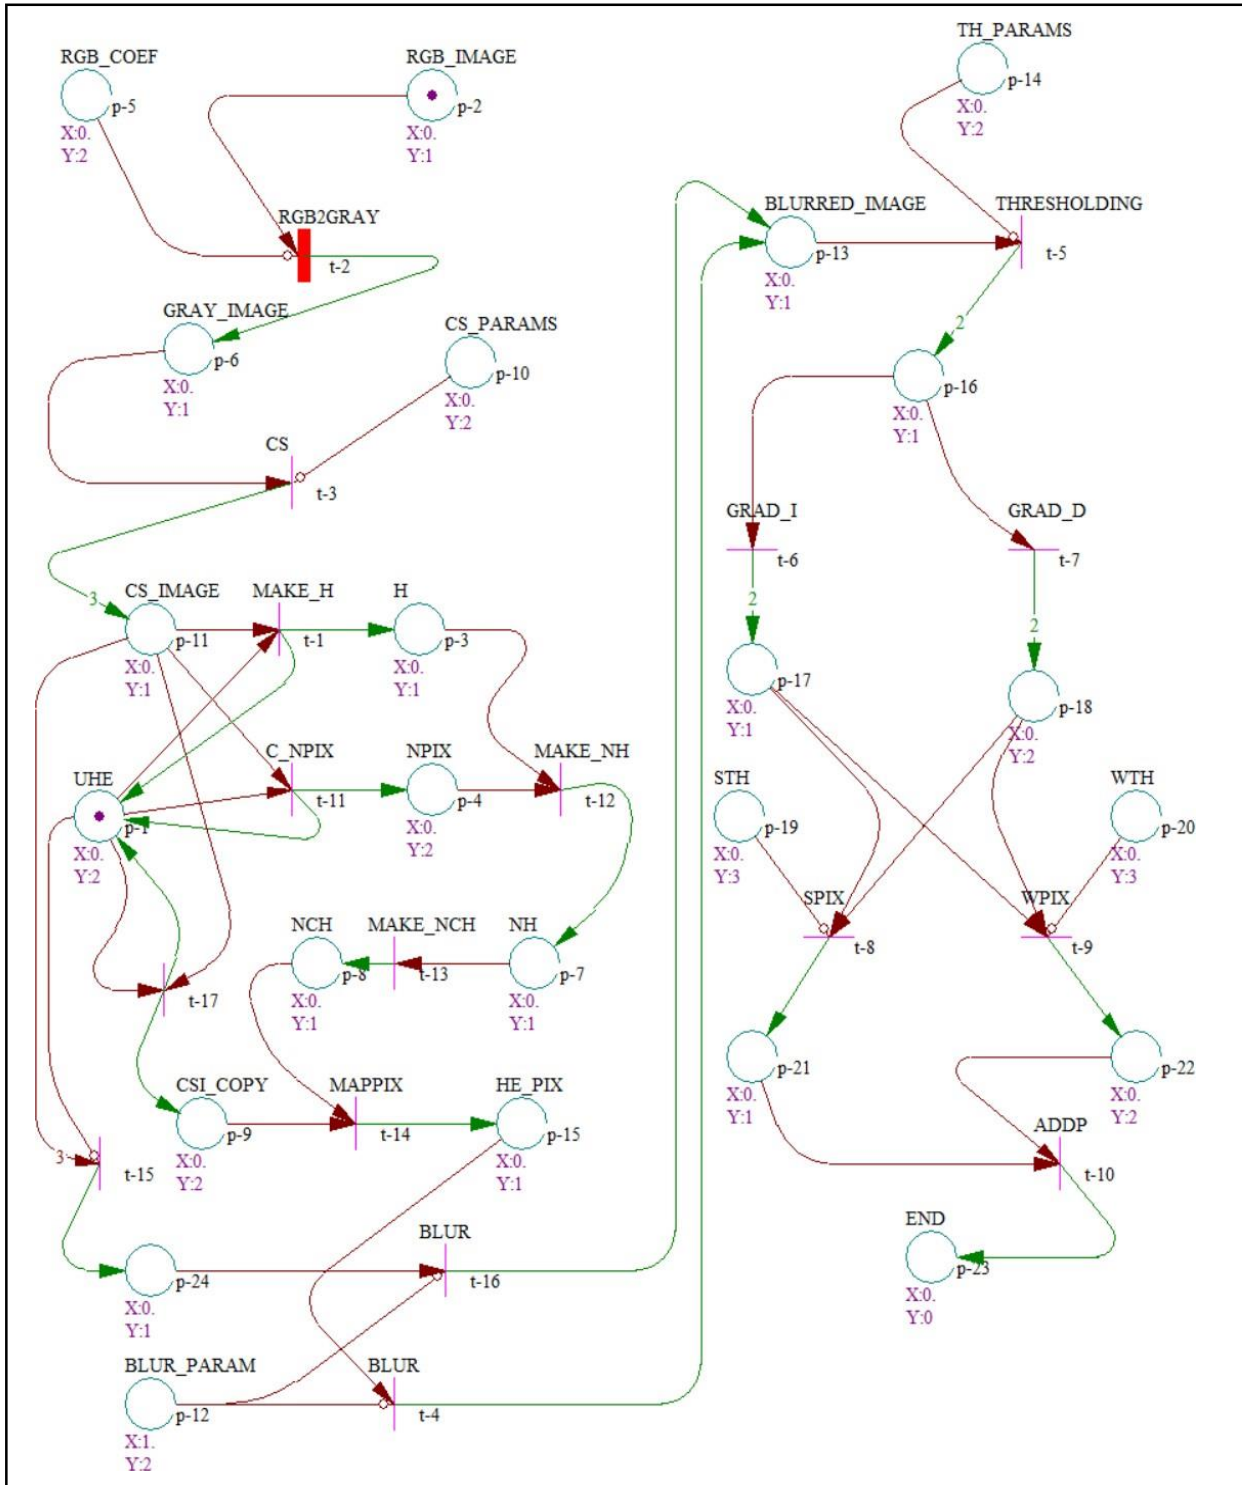 RGB_COEF
p-5
X:0.
Y:2
RGB_IMAGE
p-2
X:0.
Y:1
RGB2GRAY
t-2
GRAY_IMAGE
p-6
X:0.
Y:1
CS_PARAMS
p-10
X:0.
Y:2
CS
t-3
3
CS_IMAGE
p-11
X:0.
Y:1
MAKE_H
t-1
H
p-3
X:0.
Y:1
UHE
p-1
X:0.
Y:2
C_NPIX
t-11
NPIX
p-4
X:0.
Y:2
MAKE_NH
t-12
NCH
p-8
X:0.
Y:1
MAKE_NCH
t-13
NH
p-7
X:0.
Y:1
t-17
CSI_COPY
p-9
X:0.
Y:2
MAPPIX
t-14
HE_PIX
p-15
X:0.
Y:1
3
t-15
p-24
X:0.
Y:1
BLUR
t-16
BLUR_PARAM
p-12
X:1.
Y:2
BLUR
t-4
TH_PARAMS
p-14
X:0.
Y:2
BLURRED_IMAGE
p-13
X:0.
Y:1
THRESHOLDING
t-5
2
p-16
X:0.
Y:1
GRAD_I
t-6
GRAD_D
t-7
2
2
p-17
X:0.
Y:1
p-18
X:0.
Y:2
STH
p-19
X:0.
Y:3
WTH
p-20
X:0.
Y:3
SPIX
t-8
WPIX
t-9
p-21
X:0.
Y:1
p-22
X:0.
Y:2
ADDP
t-10
END
p-23
X:0.
Y:0